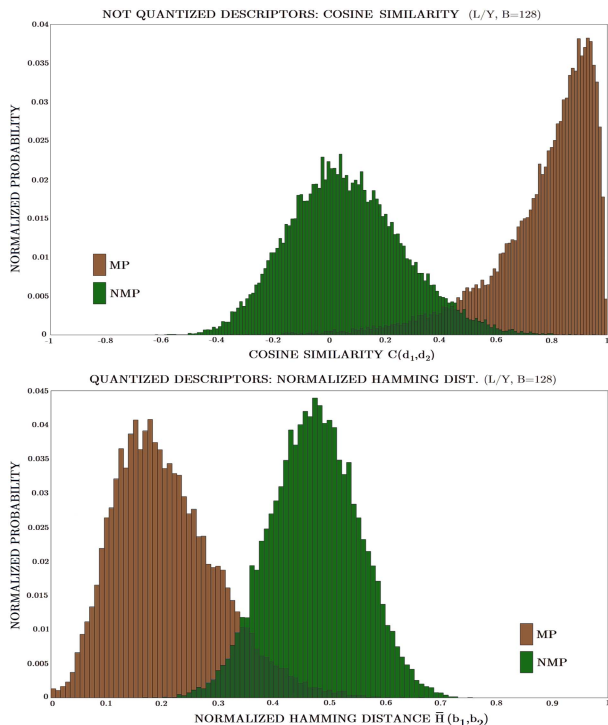 NOT QUANTIZED DESCRIPTORS: COSINE SIMILARITY (L/Y, B=128)
0.04
0.035
0.03
0.025
0.02
0.015
0.01
0.005
0
NORMALIZED PROBABILITY
MP
NMP
-1 -0.8 -0.6 -0.4 -0.2 0 0.2 0.4 0.6 0.8 1
COSINE SIMILARITY C(d₁,d₂)
QUANTIZED DESCRIPTORS: NORMALIZED HAMMING DIST. (L/Y, B=128)
0.045
0.04
0.035
0.03
0.025
0.02
0.015
0.01
0.005
0
NORMALIZED PROBABILITY
MP
NMP
0 0.1 0.2 0.3 0.4 0.5 0.6 0.7 0.8 0.9 1
NORMALIZED HAMMING DISTANCE H̅ (b₁,b₂)